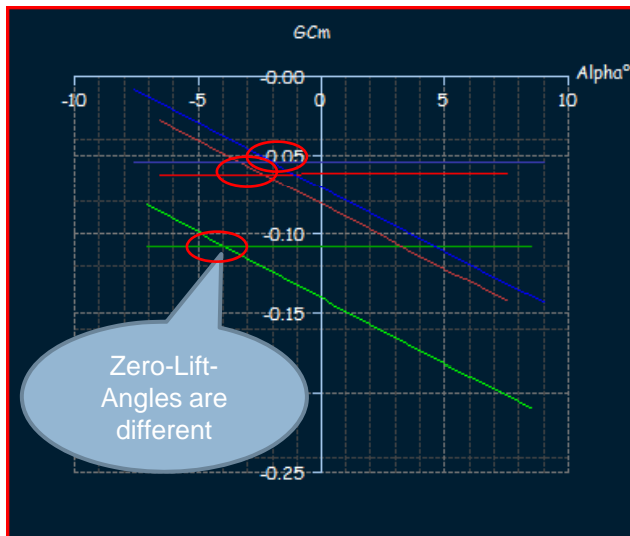 GCm
Alpha°
-0.00
-10
-5
0
5
10
-0.05
-0.10
-0.15
-0.25
Zero-Lift-
Angles are
different